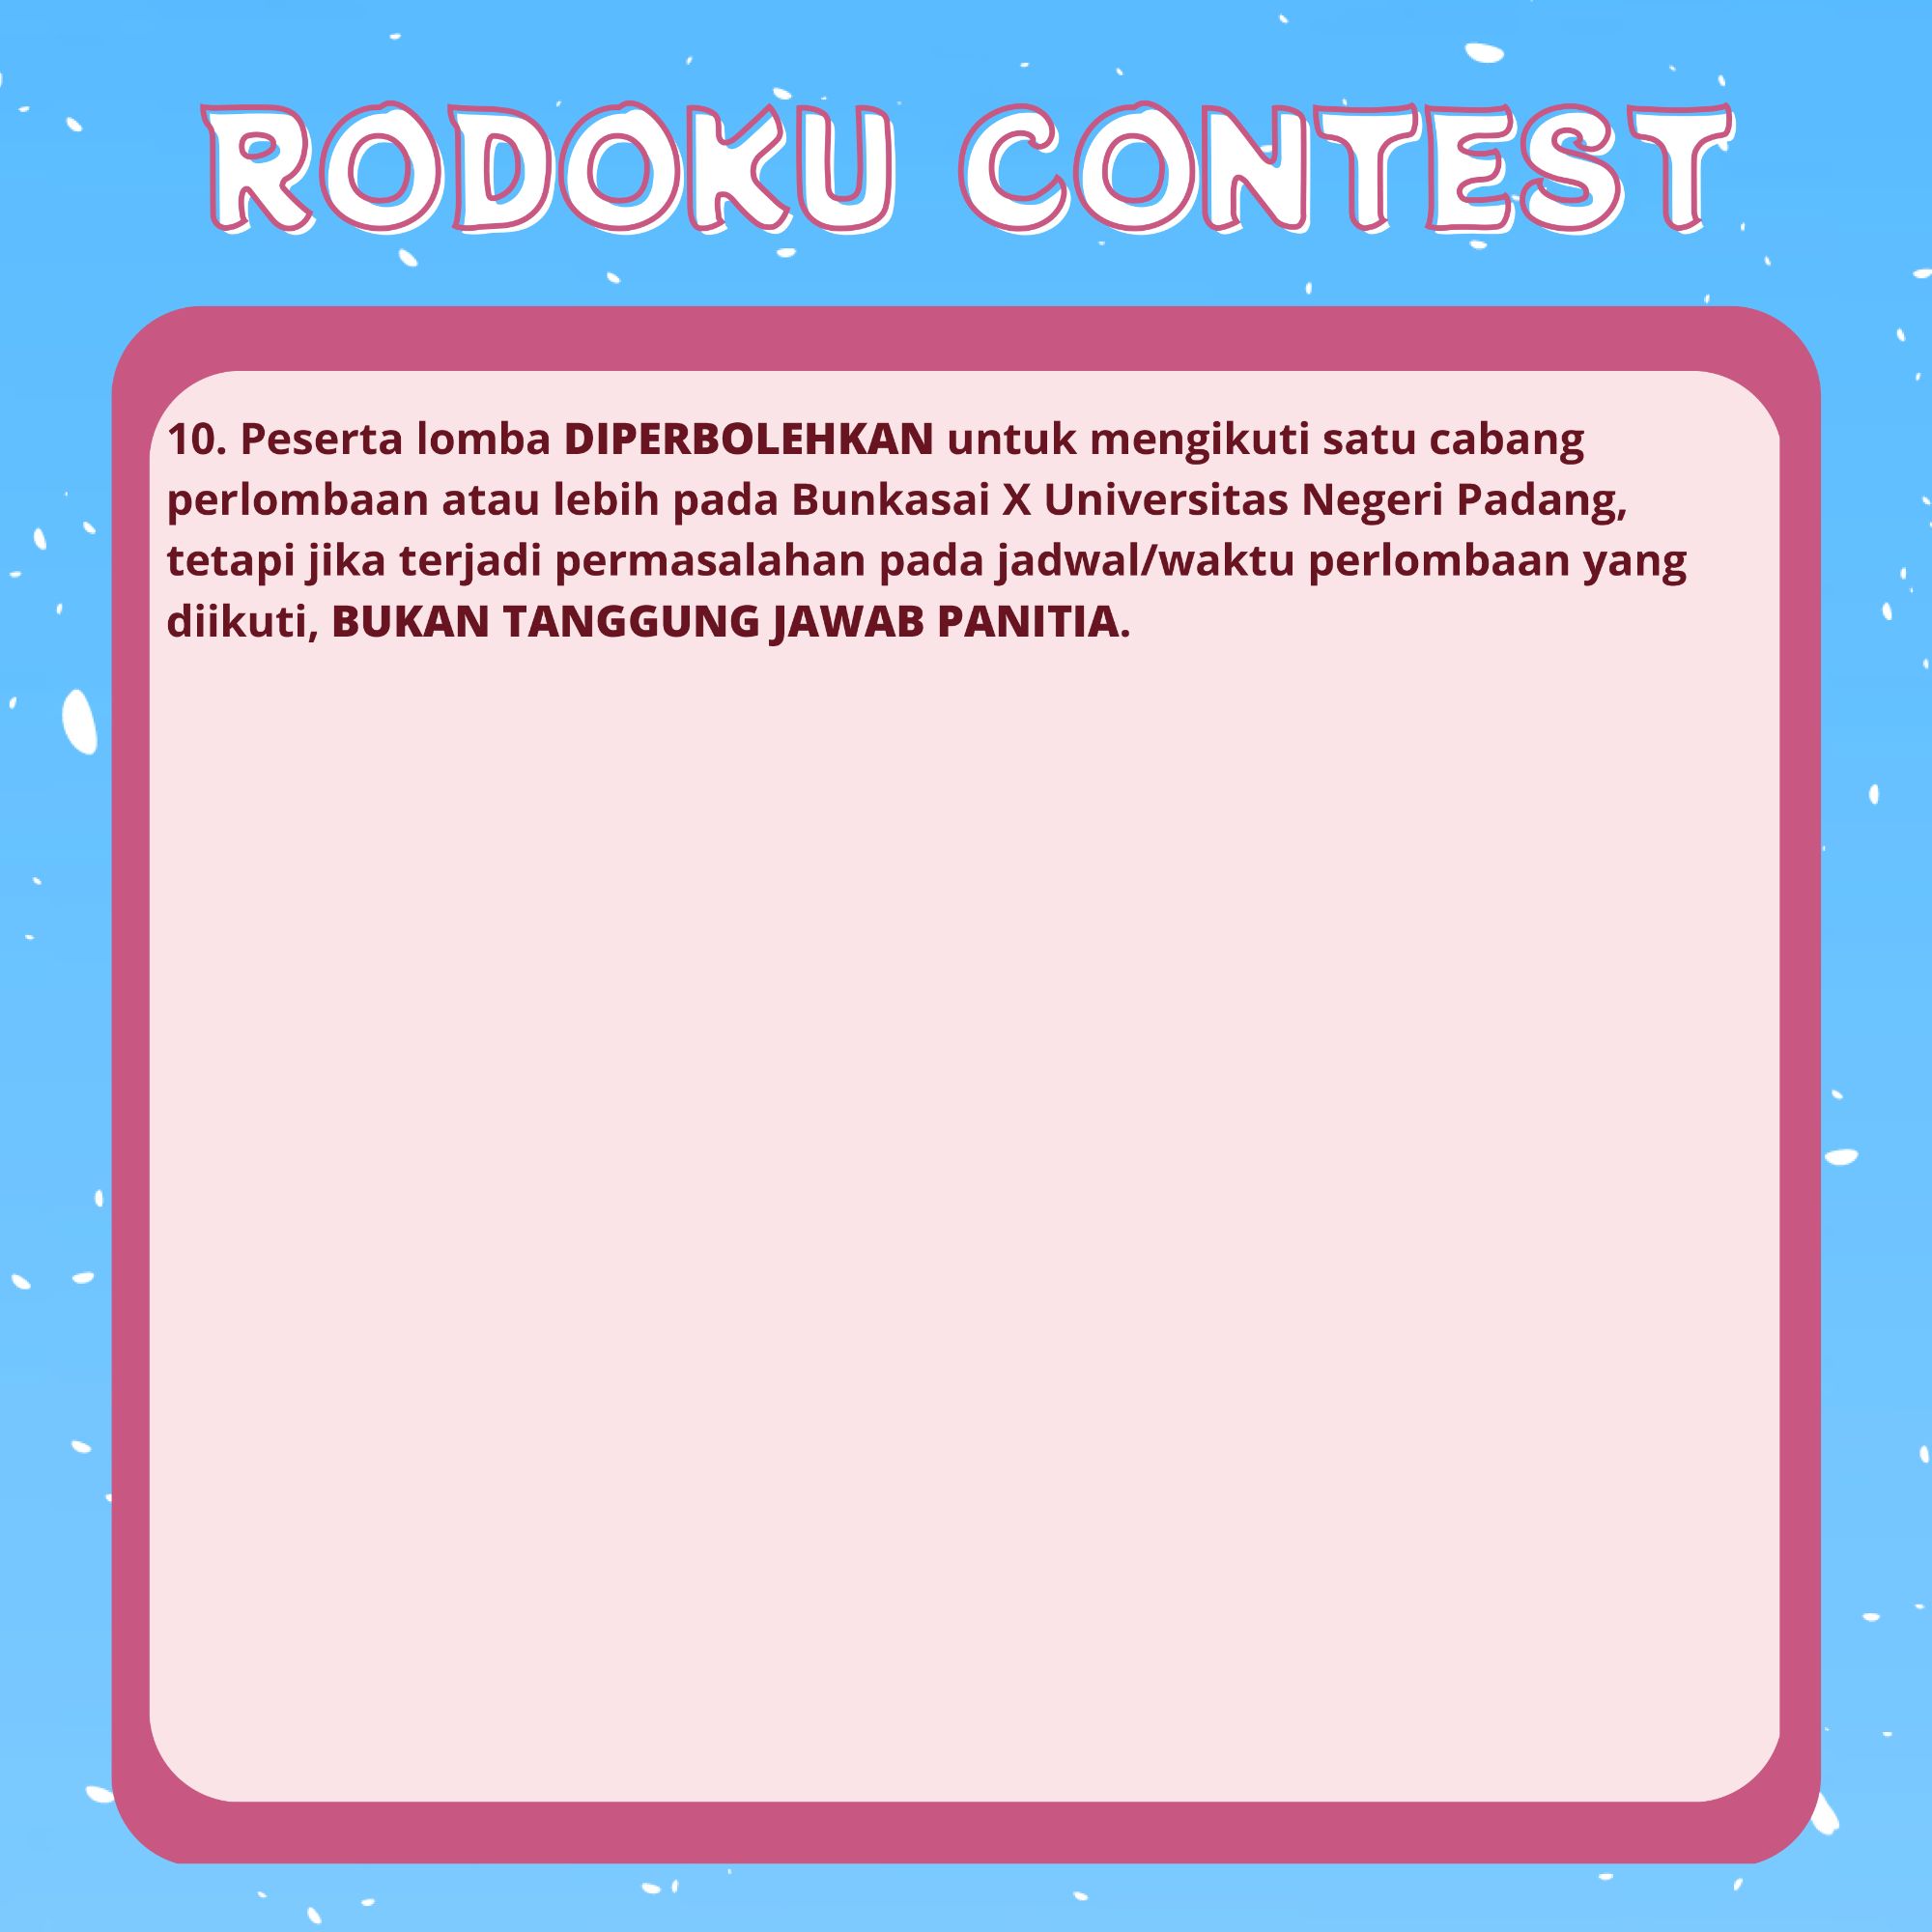 RODOKU CONTEST
10. Peserta lomba DIPERBOLEHKAN untuk mengikuti satu cabang
perlombaan atau lebih pada Bunkasai X Universitas Negeri Padang,
tetapi jika terjadi permasalahan pada jadwal/waktu perlombaan yang
diikuti, BUKAN TANGGUNG JAWAB PANITIA.